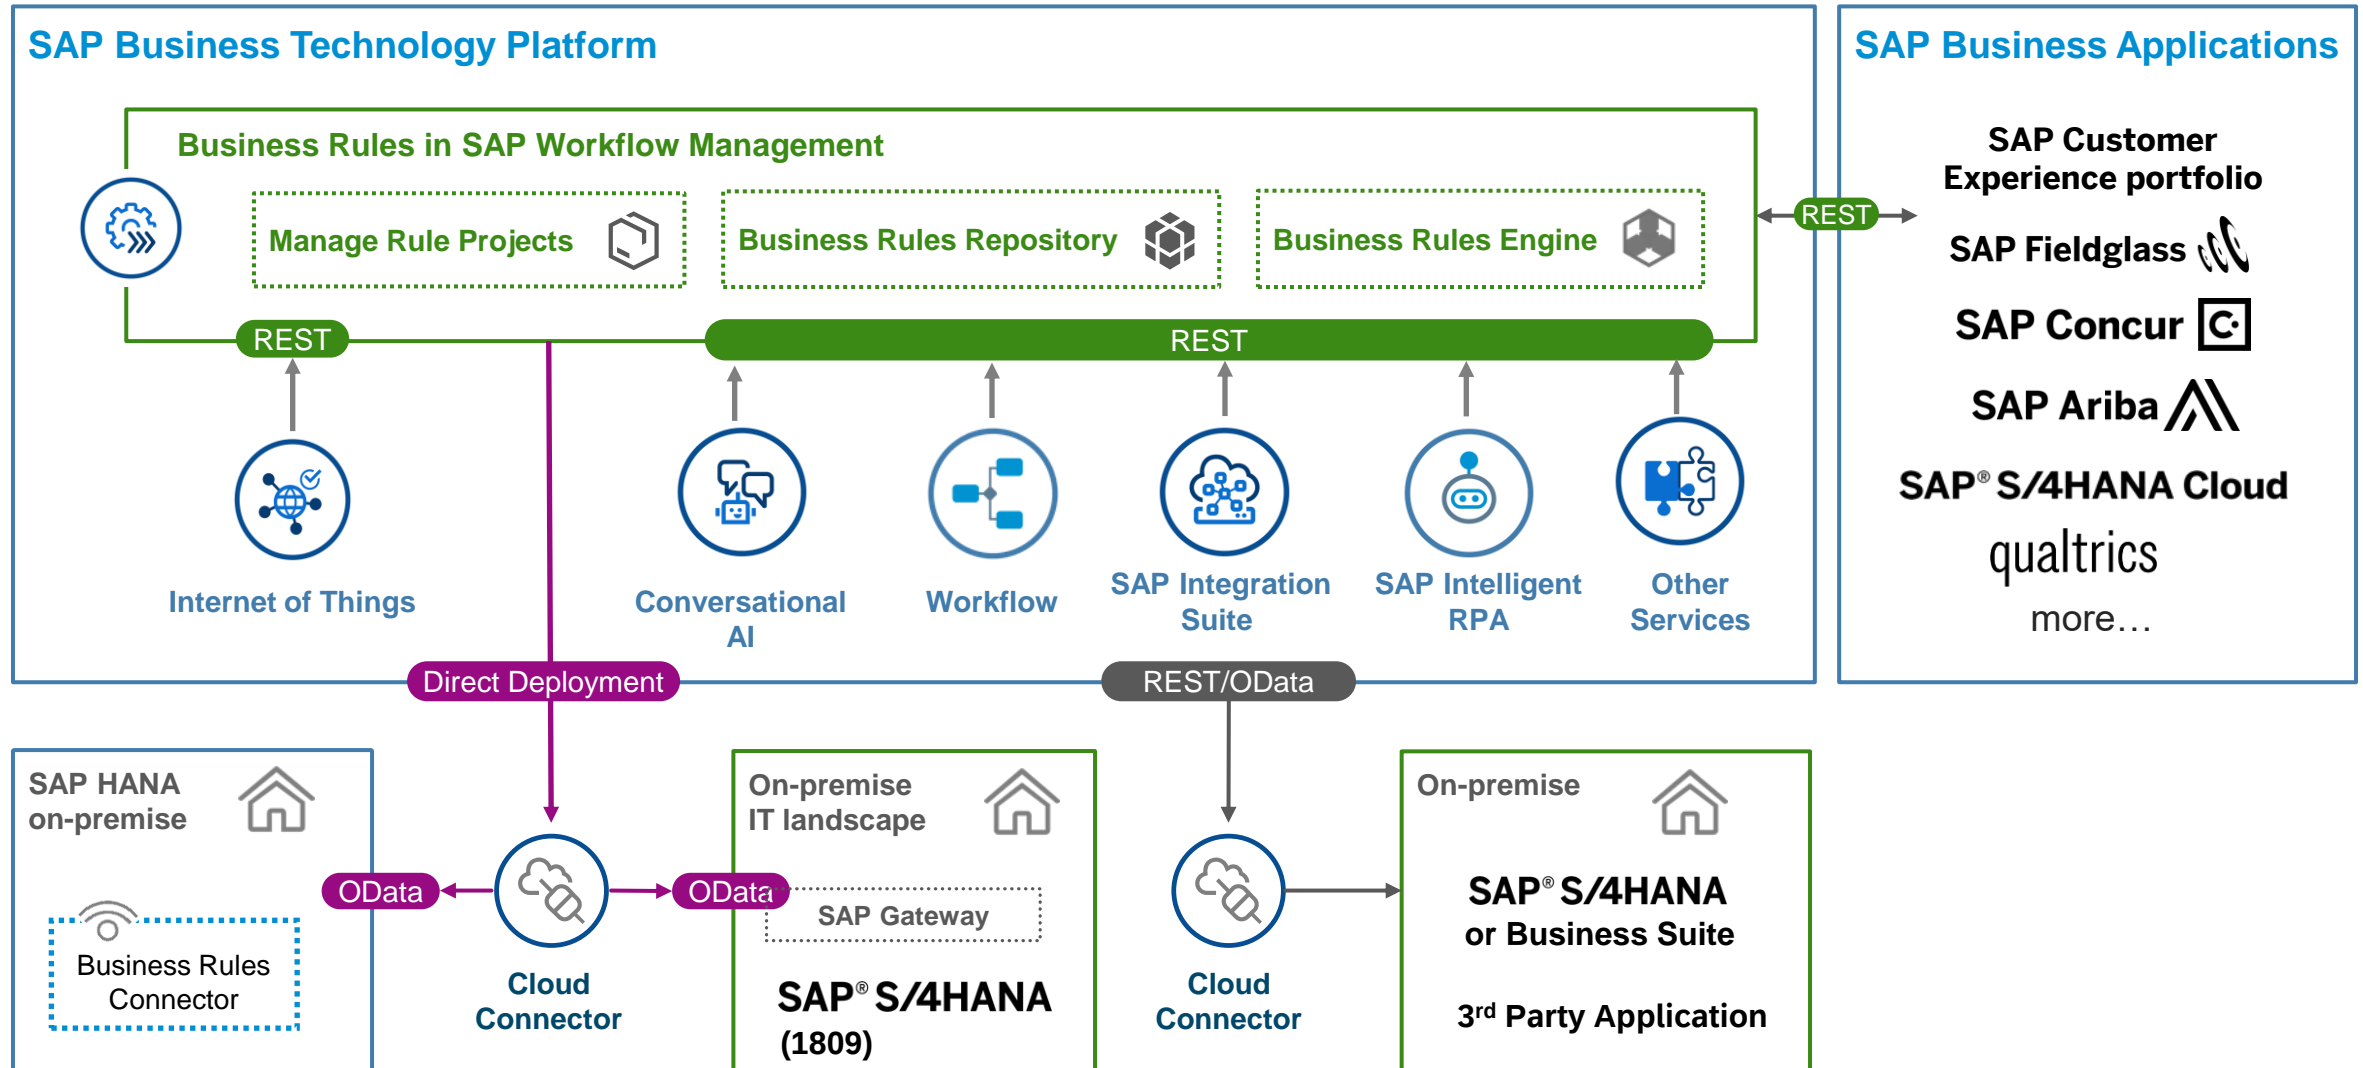 SAP Business Technology Platform
Business Rules in SAP Workflow Management
Manage Rule Projects
Business Rules Repository
Business Rules Engine
REST
REST
Internet of Things
Conversational
AI
Workflow
SAP Integration
Suite
SAP Intelligent
RPA
Other
Services
REST
SAP Business Applications
SAP Customer
Experience portfolio
SAP Fieldglass
SAP Concur C
SAP Ariba
SAP® S/4HANA Cloud
qualtrics
more…
Direct Deployment
REST/OData
SAP HANA
on-premise
Business Rules
Connector
OData
Cloud
Connector
OData
On-premise
IT landscape
SAP Gateway
SAP® S/4HANA
(1809)
Cloud
Connector
On-premise
SAP® S/4HANA
or Business Suite
3rd Party Application